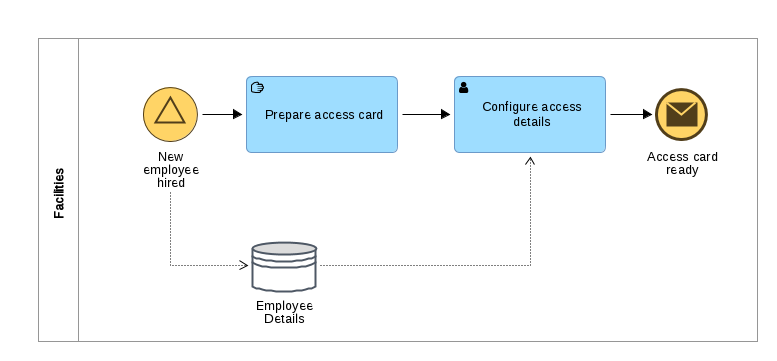 Facilities
New
employee
hired
Prepare access card
Configure access
details
Access card
ready
Employee
Details